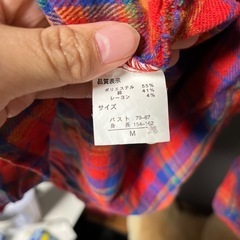 品質表示
ポリエステル 55%
綿 41%
レーヨン 4%
サイズ
バスト 79-87
身長 154-162
M